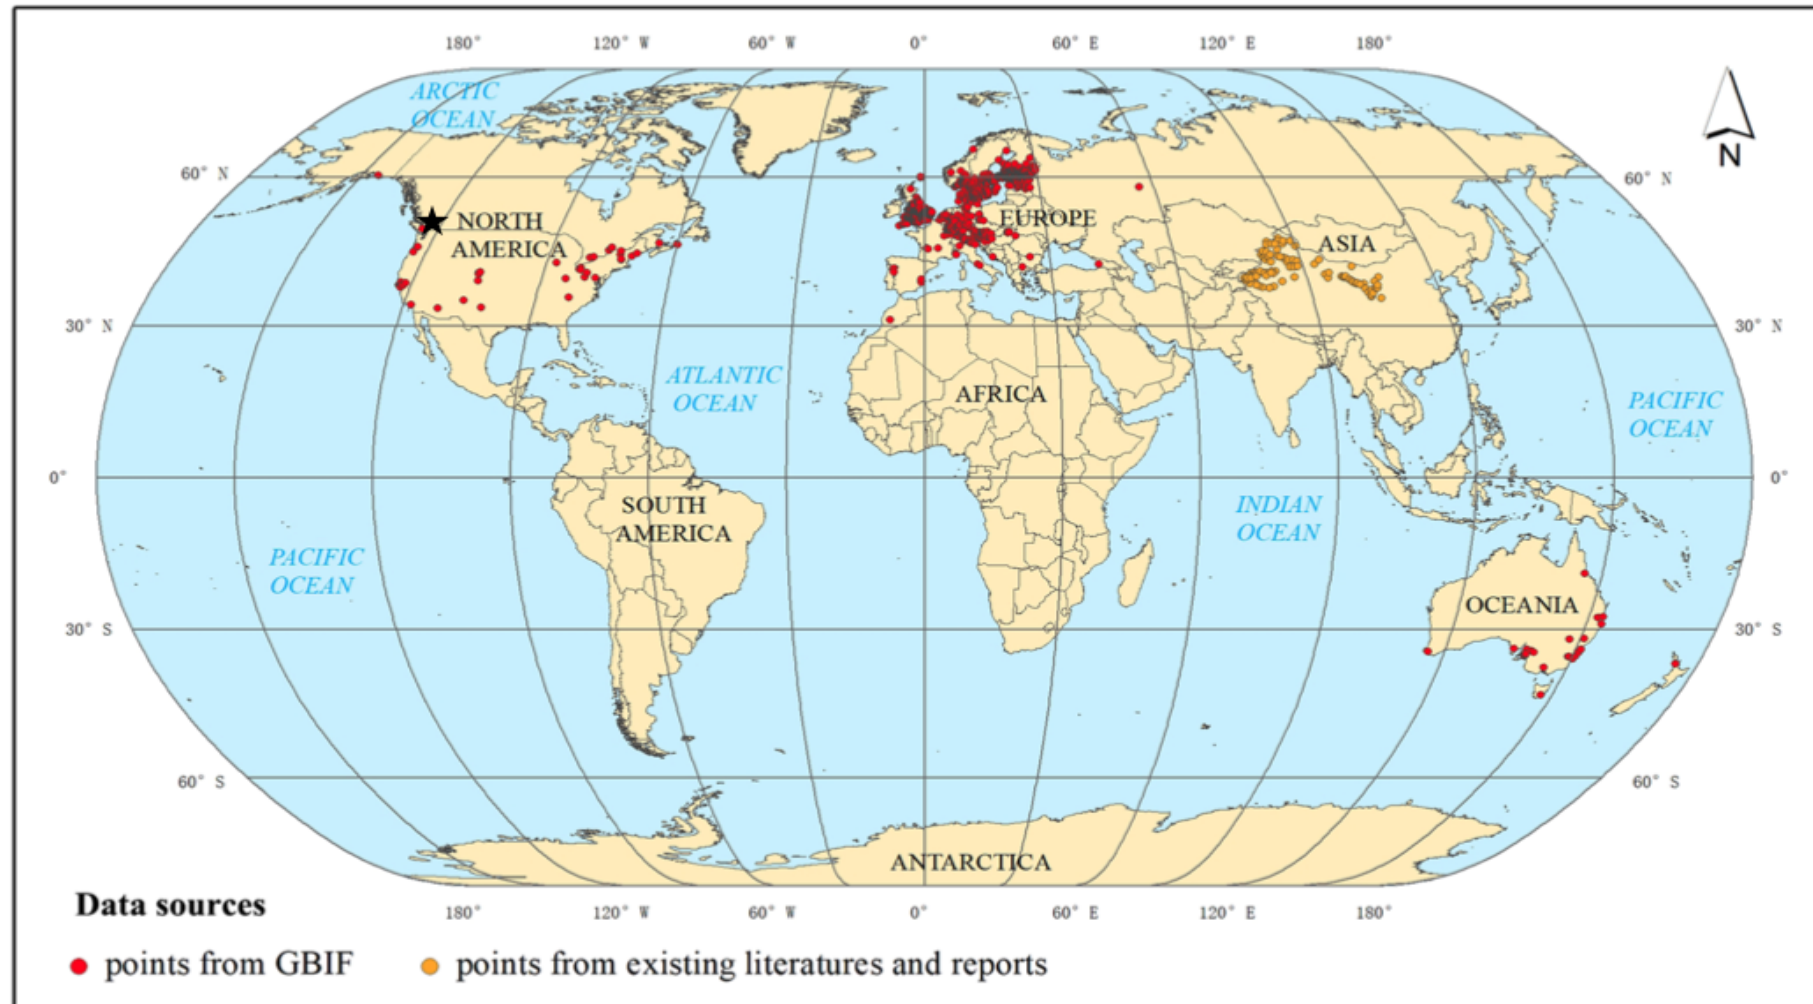 180° 120° W 60° W 0° 60° E 120° E 180°
ARCTIC
OCEAN
N
60° N
60° N
NORTH
AMERICA
EUROPE
ASIA
30° N
30° N
ATLANTIC
OCEAN
AFRICA
PACIFIC
OCEAN
0°
0°
SOUTH
AMERICA
INDIAN
OCEAN
PACIFIC
OCEAN
OCEANIA
30° S
30° S
60° S
60° S
ANTARCTICA
Data sources
180° 120° W 60° W 0° 60° E 120° E 180°
points from GBIF
points from existing literatures and reports